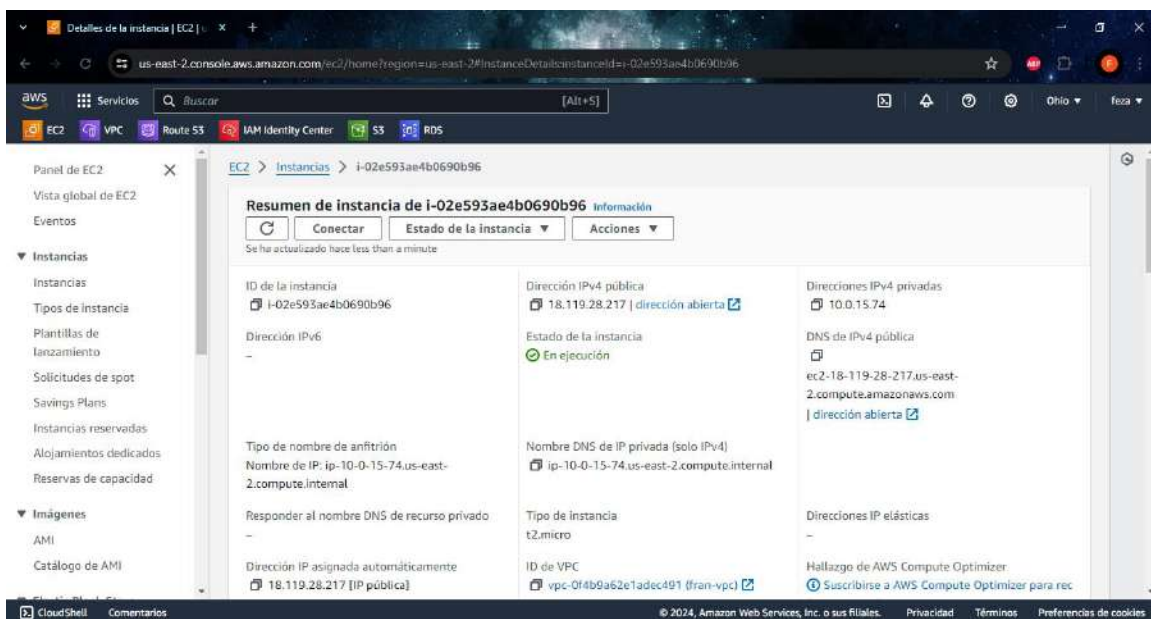 Detalles de la instancia | EC2 | u
us-east-2.console.aws.amazon.com/ec2/home?region=us-east-2#InstanceDetails:instanceId=i-02e593ae4b0690b96
aws
Servicios
Buscar
[Alt+S]
Ohio
feza
EC2
VPC
Route 53
IAM Identity Center
S3
RDS
Panel de EC2
Vista global de EC2
Eventos
Instancias
Instancias
Tipos de instancia
Plantillas de
lanzamiento
Solicitudes de spot
Savings Plans
Instancias reservadas
Alojamientos dedicados
Reservas de capacidad
Imágenes
AMI
Catálogo de AMI
EC2 > Instancias > i-02e593ae4b0690b96
Resumen de instancia de i-02e593ae4b0690b96 Información
Conectar
Estado de la instancia
Acciones
Se ha actualizado hace less than a minute
ID de la instancia
i-02e593ae4b0690b96
Dirección IPv4 pública
18.119.28.217 | dirección abierta
Direcciones IPv4 privadas
10.0.15.74
Dirección IPv6
–
Estado de la instancia
En ejecución
DNS de IPv4 pública
ec2-18-119-28-217.us-east-
2.compute.amazonaws.com
| dirección abierta
Tipo de nombre de anfitrión
Nombre de IP: ip-10-0-15-74.us-east-
2.compute.internal
Nombre DNS de IP privada (solo IPv4)
ip-10-0-15-74.us-east-2.compute.internal
Responder al nombre DNS de recurso privado
–
Tipo de instancia
t2.micro
Direcciones IP elásticas
–
Dirección IP asignada automáticamente
18.119.28.217 [IP pública]
ID de VPC
vpc-0f4b9a62e1adec491 (fran-vpc)
Hallazgo de AWS Compute Optimizer
Suscribirse a AWS Compute Optimizer para rec
CloudShell
Comentarios
© 2024, Amazon Web Services, Inc. o sus filiales.
Privacidad
Términos
Preferencias de cookies